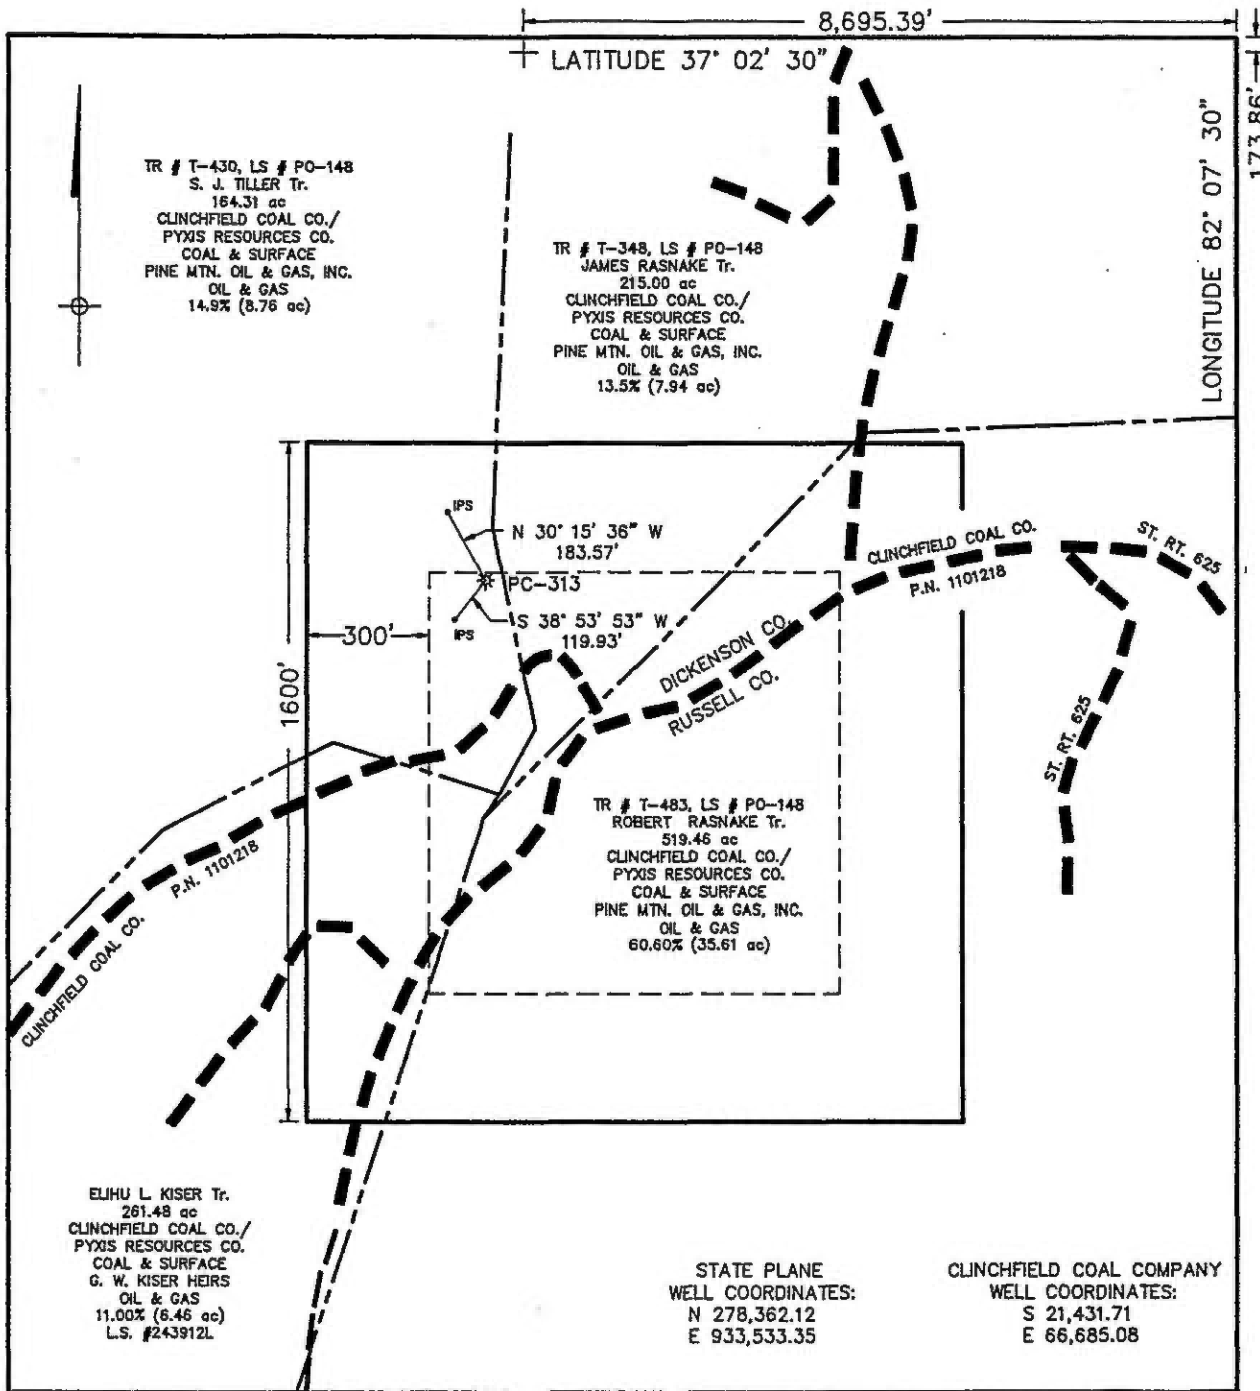 8,695.39'
LATITUDE 37° 02' 30"
173.86'
LONGITUDE 82° 07' 30"
TR # T-430, LS # PO-148
S. J. TILLER Tr.
164.31 ac
CLINCHFIELD COAL CO./
PYXIS RESOURCES CO.
COAL & SURFACE
PINE MTN. OIL & GAS, INC.
OIL & GAS
14.9% (8.76 ac)
TR # T-348, LS # PO-148
JAMES RASNAKE Tr.
215.00 ac
CLINCHFIELD COAL CO./
PYXIS RESOURCES CO.
COAL & SURFACE
PINE MTN. OIL & GAS, INC.
OIL & GAS
13.5% (7.94 ac)
IPS
N 30° 15' 36" W
183.57'
PC-313
S 38° 53' 53" W
119.93'
IPS
300'
1600'
CLINCHFIELD COAL CO.
P.N. 1101218
ST. RT. 625
DICKENSON CO.
RUSSELL CO.
ST. RT. 625
TR # T-483, LS # PO-148
ROBERT RASNAKE Tr.
519.46 ac
CLINCHFIELD COAL CO./
PYXIS RESOURCES CO.
COAL & SURFACE
PINE MTN. OIL & GAS, INC.
OIL & GAS
60.60% (35.61 ac)
P.N. 1101218
CLINCHFIELD COAL CO.
ELIHU L. KISER Tr.
261.48 ac
CLINCHFIELD COAL CO./
PYXIS RESOURCES CO.
COAL & SURFACE
G. W. KISER HEIRS
OIL & GAS
11.00% (6.46 ac)
L.S. #243912L
STATE PLANE
WELL COORDINATES:
N 278,362.12
E 933,533.35
CLINCHFIELD COAL COMPANY
WELL COORDINATES:
S 21,431.71
E 66,685.08